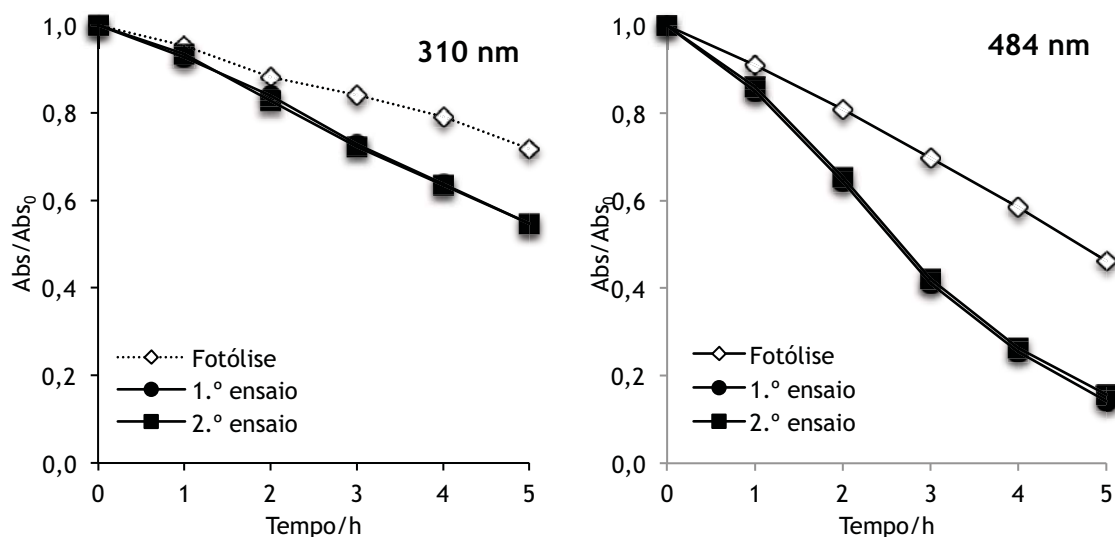 310 nm
Abs/Abs0
1,0
0,8
0,6
0,4
0,2
0,0
Fotólise
1.º ensaio
2.º ensaio
0 1 2 3 4 5
Tempo/h
484 nm
Abs/Abs0
1,0
0,8
0,6
0,4
0,2
0,0
Fotólise
1.º ensaio
2.º ensaio
0 1 2 3 4 5
Tempo/h